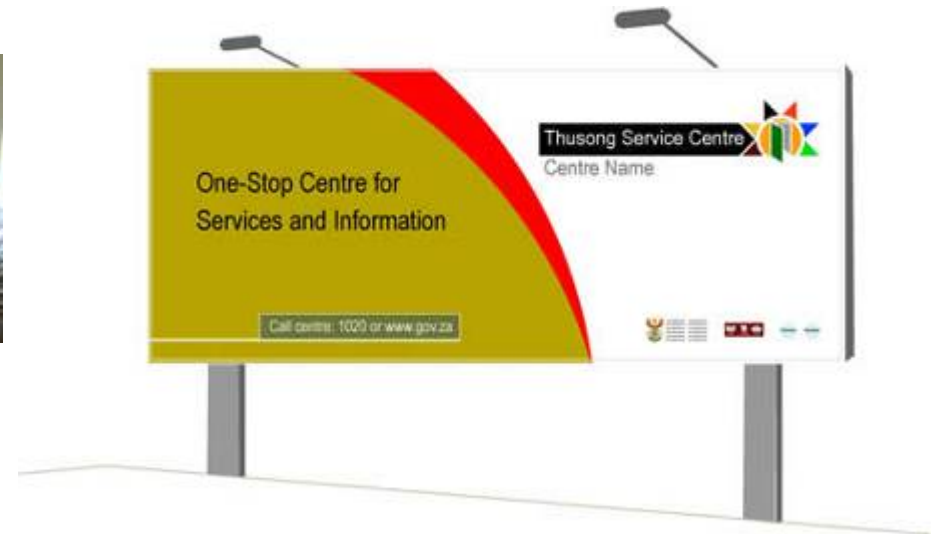 One-Stop Centre for
Services and Information
Call centre: 1020 or www.gov.za
Thusong Service Centre
Centre Name